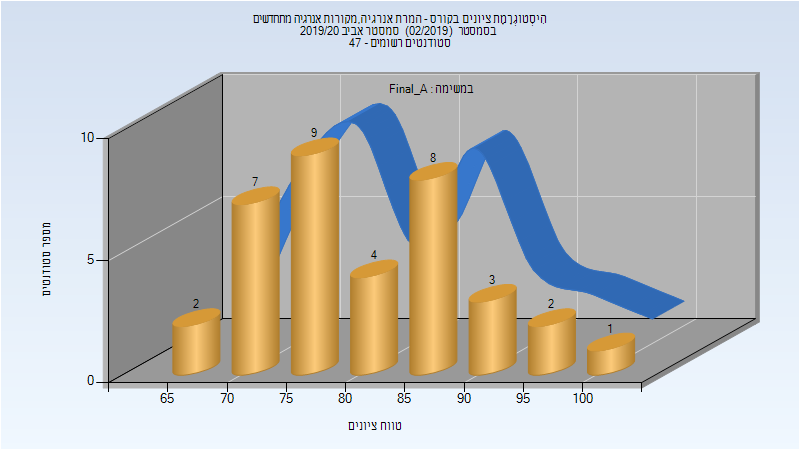 היסטוגרמת ציונים בקורס - המרת אנרגיה,מקורות אנרגיה מתחדשים
בסמסטר (02/2019) סמסטר אביב 2019/20
סטודנטים רשומים - 47
במשימה : Final_A
9
8
7
4
3
2
2
1
10
5
0
מספר סטודנטים
65 70 75 80 85 90 95 100
טווח ציונים